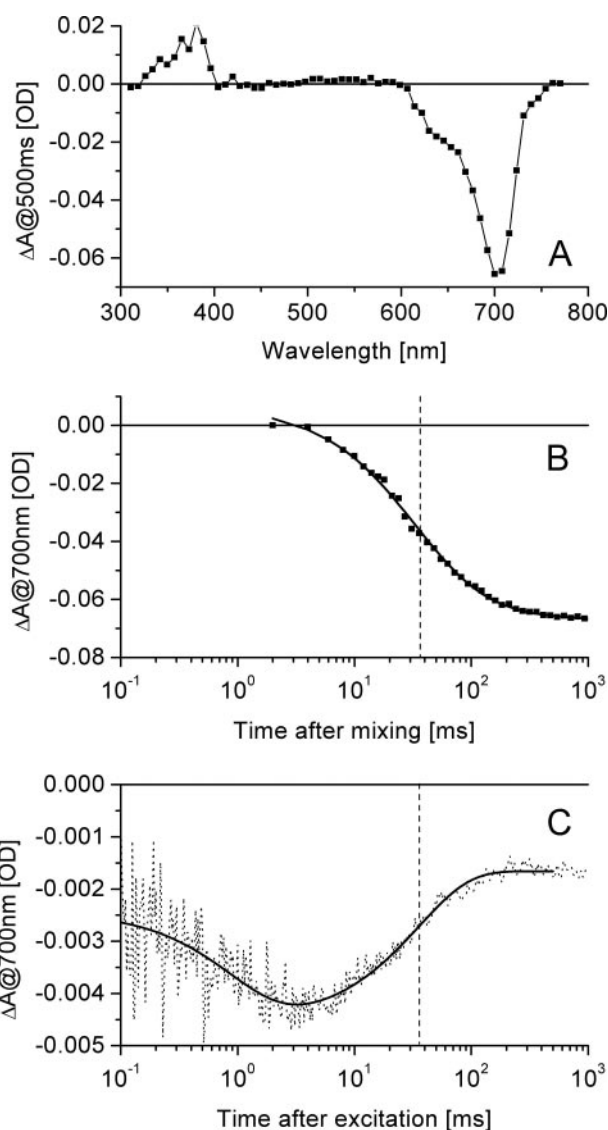 0.02
0.00
-0.02
-0.04
-0.06
ΔA@500ms [OD]
A
300 400 500 600 700 800
Wavelength [nm]
0.00
-0.02
-0.04
-0.06
-0.08
ΔA@700nm [OD]
B
10⁻¹ 10⁰ 10¹ 10² 10³
Time after mixing [ms]
0.000
-0.001
-0.002
-0.003
-0.004
-0.005
ΔA@700nm [OD]
C
10⁻¹ 10⁰ 10¹ 10² 10³
Time after excitation [ms]